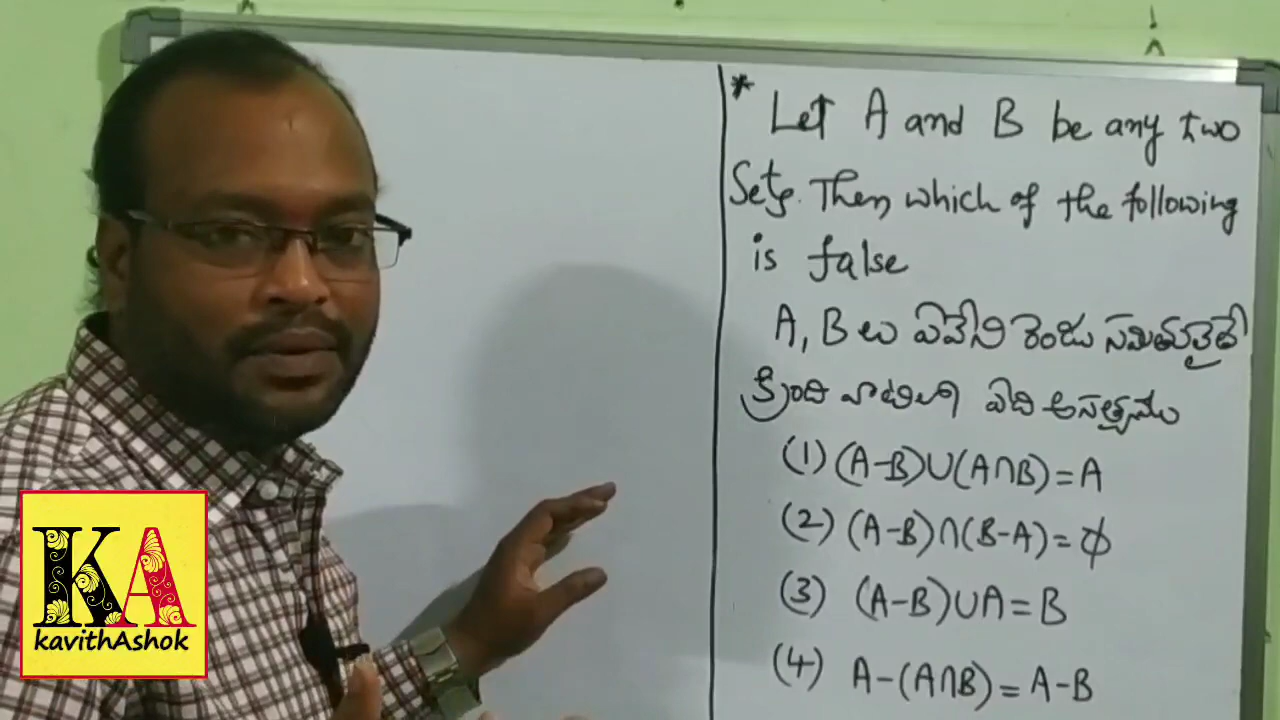 * Let A and B be any two
Sets. Then which of the following
is false
A, B లు ఏవేని రెండు సమితులైతే
క్రింది వాటిలో ఏది అసత్యము
(1) (A-B)∪(A∩B)=A
(2) (A-B)∩(B-A)=ϕ
(3) (A-B)∪A=B
(4) A-(A∩B)=A-B
KA
kavithAshok